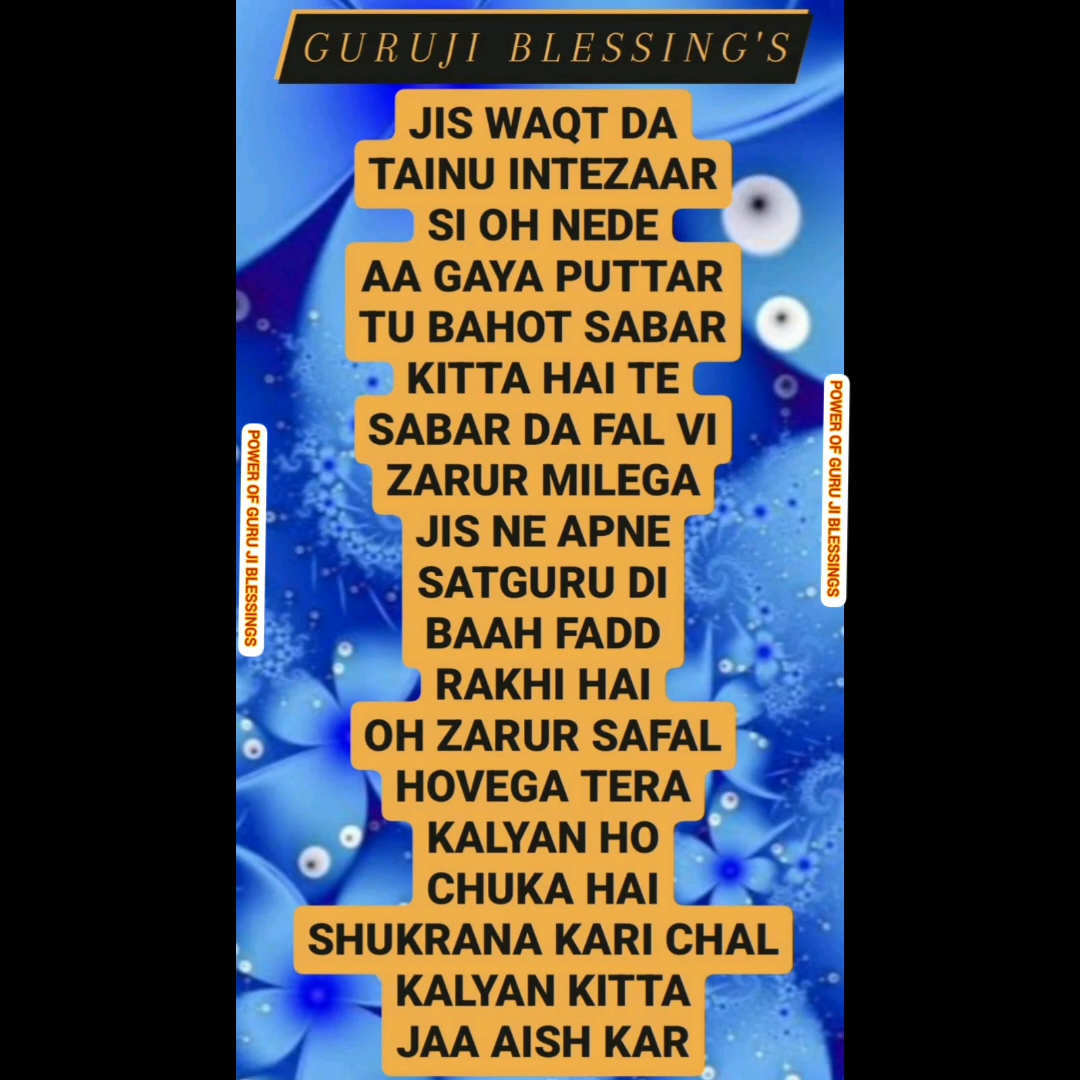 GURUJI BLESSING'S
JIS WAQT DA
TAINU INTEZAAR
SI OH NEDE
AA GAYA PUTTAR
TU BAHOT SABAR
KITTA HAI TE
SABAR DA FAL VI
ZARUR MILEGA
JIS NE APNE
SATGURU DI
BAAH FADD
RAKHI HAI
OH ZARUR SAFAL
HOVEGA TERA
KALYAN HO
CHUKA HAI
SHUKRANA KARI CHAL
KALYAN KITTA
JAA AISH KAR
POWER OF GURU JI BLESSINGS
POWER OF GURU JI BLESSINGS